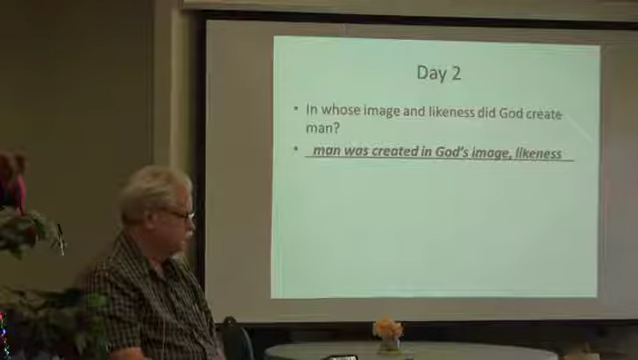 Day 2
• In whose image and likeness did God create
man?
• man was created in God's image, likeness